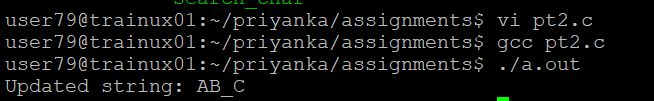 Search_char
user79@trainux01:~/priyanka/assignments$ vi pt2.c
user79@trainux01:~/priyanka/assignments$ gcc pt2.c
user79@trainux01:~/priyanka/assignments$ ./a.out
Updated string: AB_C